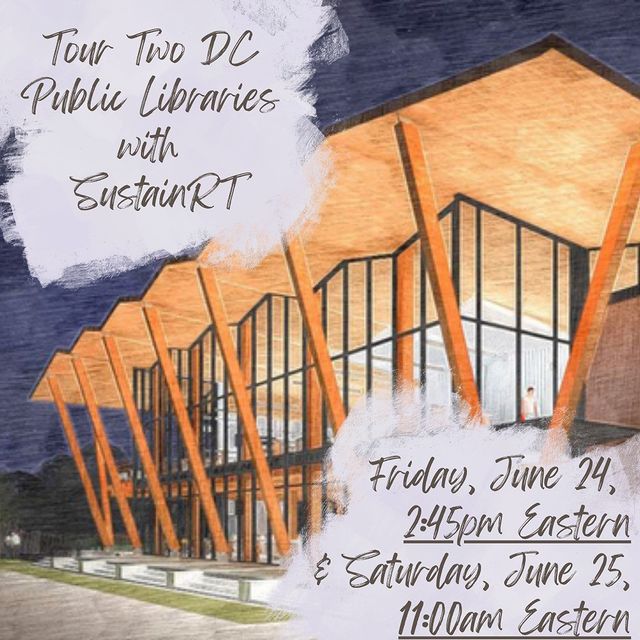 Tour Two DC
Public Libraries
with
SustainRT
Friday, June 24,
2:45pm Eastern
& Saturday, June 25,
11:00am Eastern